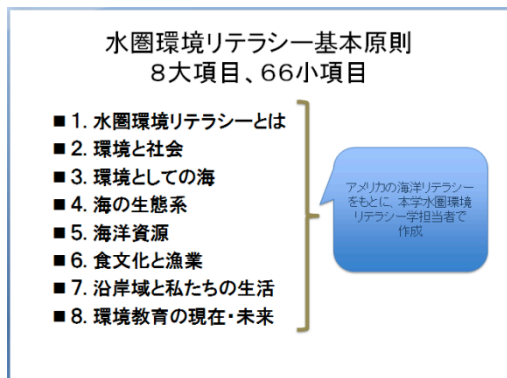 水圏環境リテラシー基本原則
８大項目、６６小項目
■ 1. 水圏環境リテラシーとは
■ 2. 環境と社会
■ 3. 環境としての海
■ 4. 海の生態系
■ 5. 海洋資源
■ 6. 食文化と漁業
■ 7. 沿岸域と私たちの生活
■ 8. 環境教育の現在・未来
アメリカの海洋リテラシー
をもとに、本学水圏環境
リテラシー学担当者で
作成